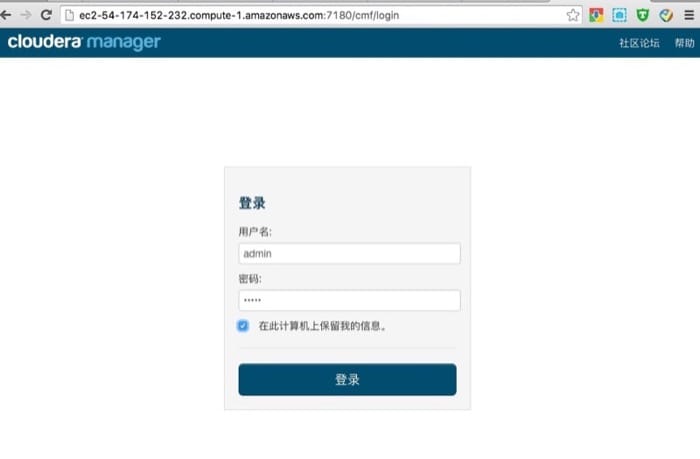 ec2-54-174-152-232.compute-1.amazonaws.com:7180/cmf/login
cloudera manager
社区论坛 帮助
登录
用户名:
admin
密码:
•••••
在此计算机上保留我的信息。
登录